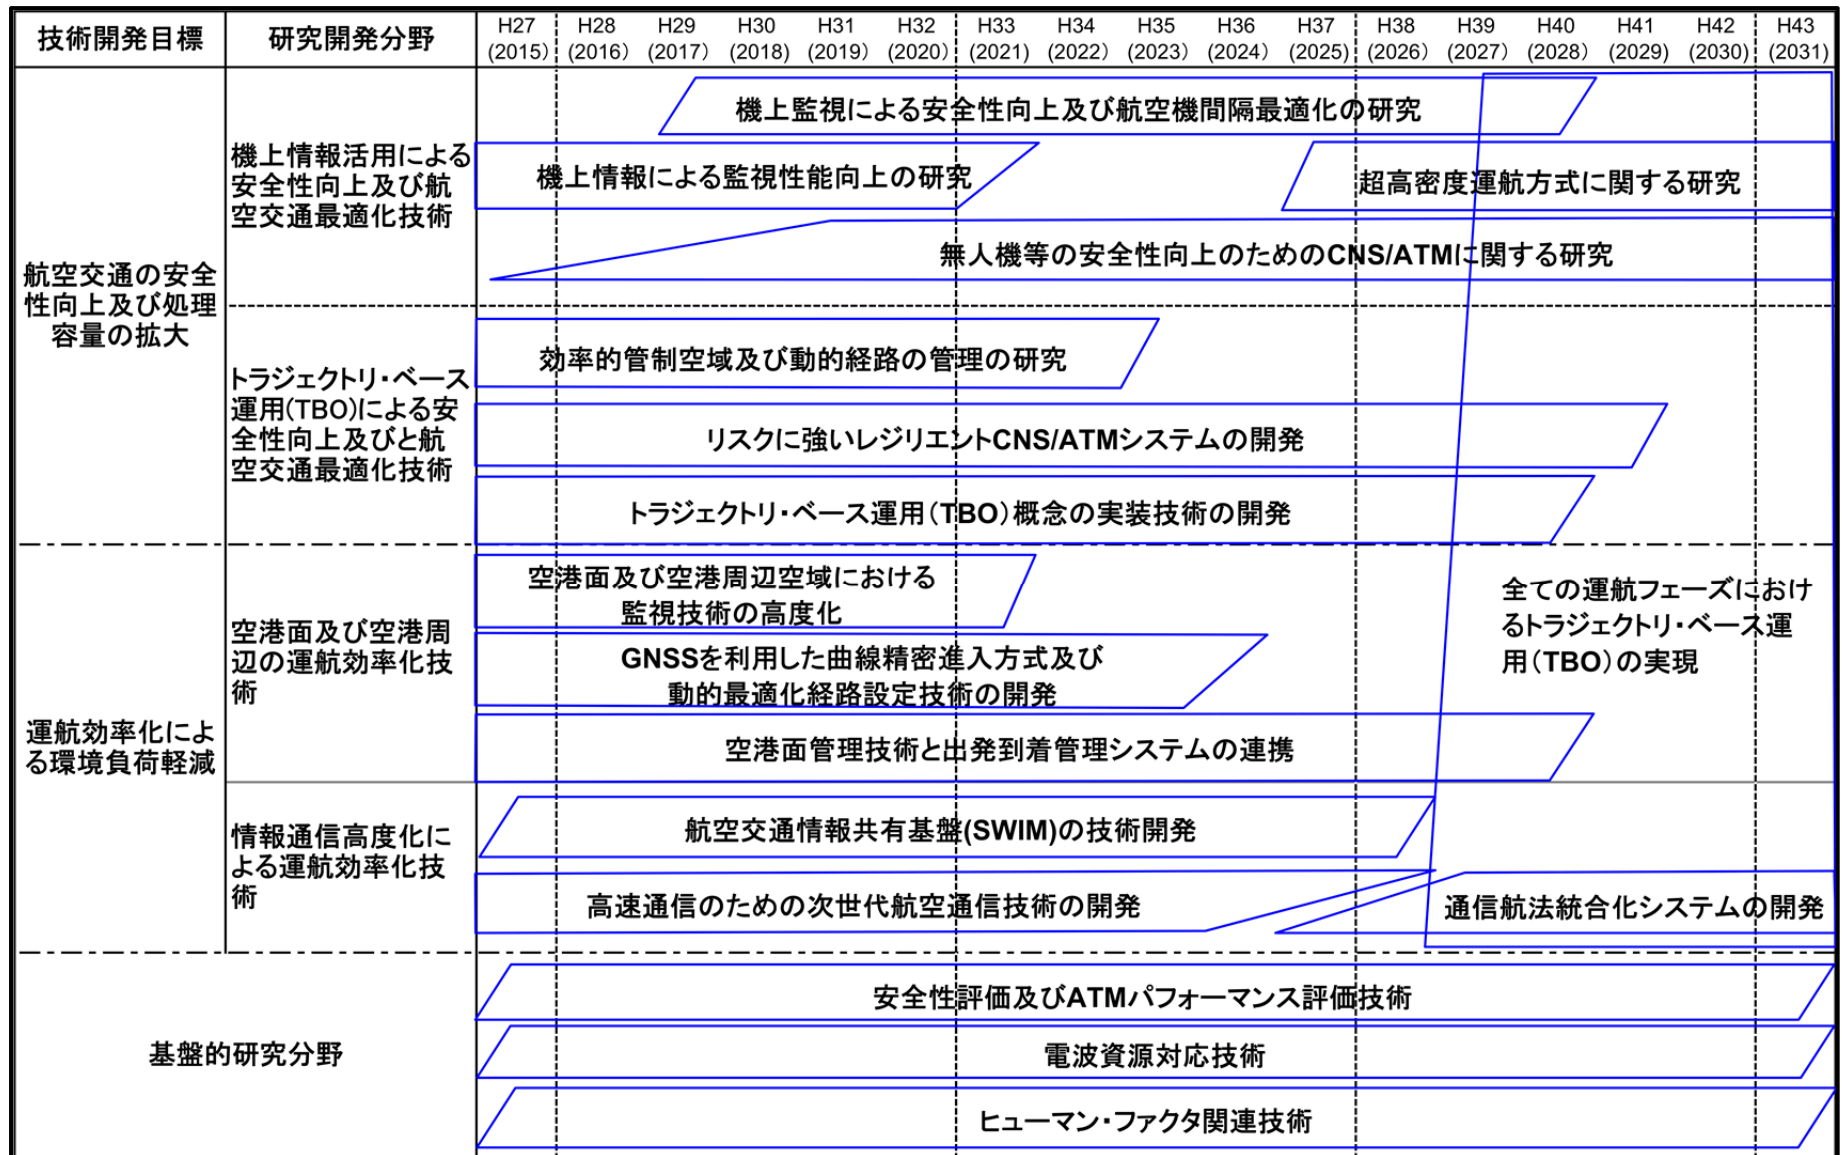 技術開発目標
研究開発分野
H27 H28 H29 H30 H31 H32 H33 H34 H35 H36 H37 H38 H39 H40 H41 H42 H43
(2015) (2016) (2017) (2018) (2019) (2020) (2021) (2022) (2023) (2024) (2025) (2026) (2027) (2028) (2029) (2030) (2031)
航空交通の安全
性向上及び処理
容量の拡大
機上情報活用による
安全性向上及び航
空交通最適化技術
機上監視による安全性向上及び航空機間隔最適化の研究
機上情報による監視性能向上の研究
超高密度運航方式に関する研究
無人機等の安全性向上のためのCNS/ATMに関する研究
トラジェクトリ・ベース
運用(TBO)による安
全性向上及びと航
空交通最適化技術
効率的管制空域及び動的経路の管理の研究
リスクに強いレジリエントCNS/ATMシステムの開発
トラジェクトリ・ベース運用(TBO)概念の実装技術の開発
運航効率化によ
る環境負荷軽減
空港面及び空港周
辺の運航効率化技
術
空港面及び空港周辺空域における
監視技術の高度化
GNSSを利用した曲線精密進入方式及び
動的最適化経路設定技術の開発
空港面管理技術と出発到着管理システムの連携
全ての運航フェーズにおけ
るトラジェクトリ・ベース運
用(TBO)の実現
情報通信高度化に
よる運航効率化技
術
航空交通情報共有基盤(SWIM)の技術開発
高速通信のための次世代航空通信技術の開発
通信航法統合化システムの開発
基盤的研究分野
安全性評価及びATMパフォーマンス評価技術
電波資源対応技術
ヒューマン・ファクタ関連技術